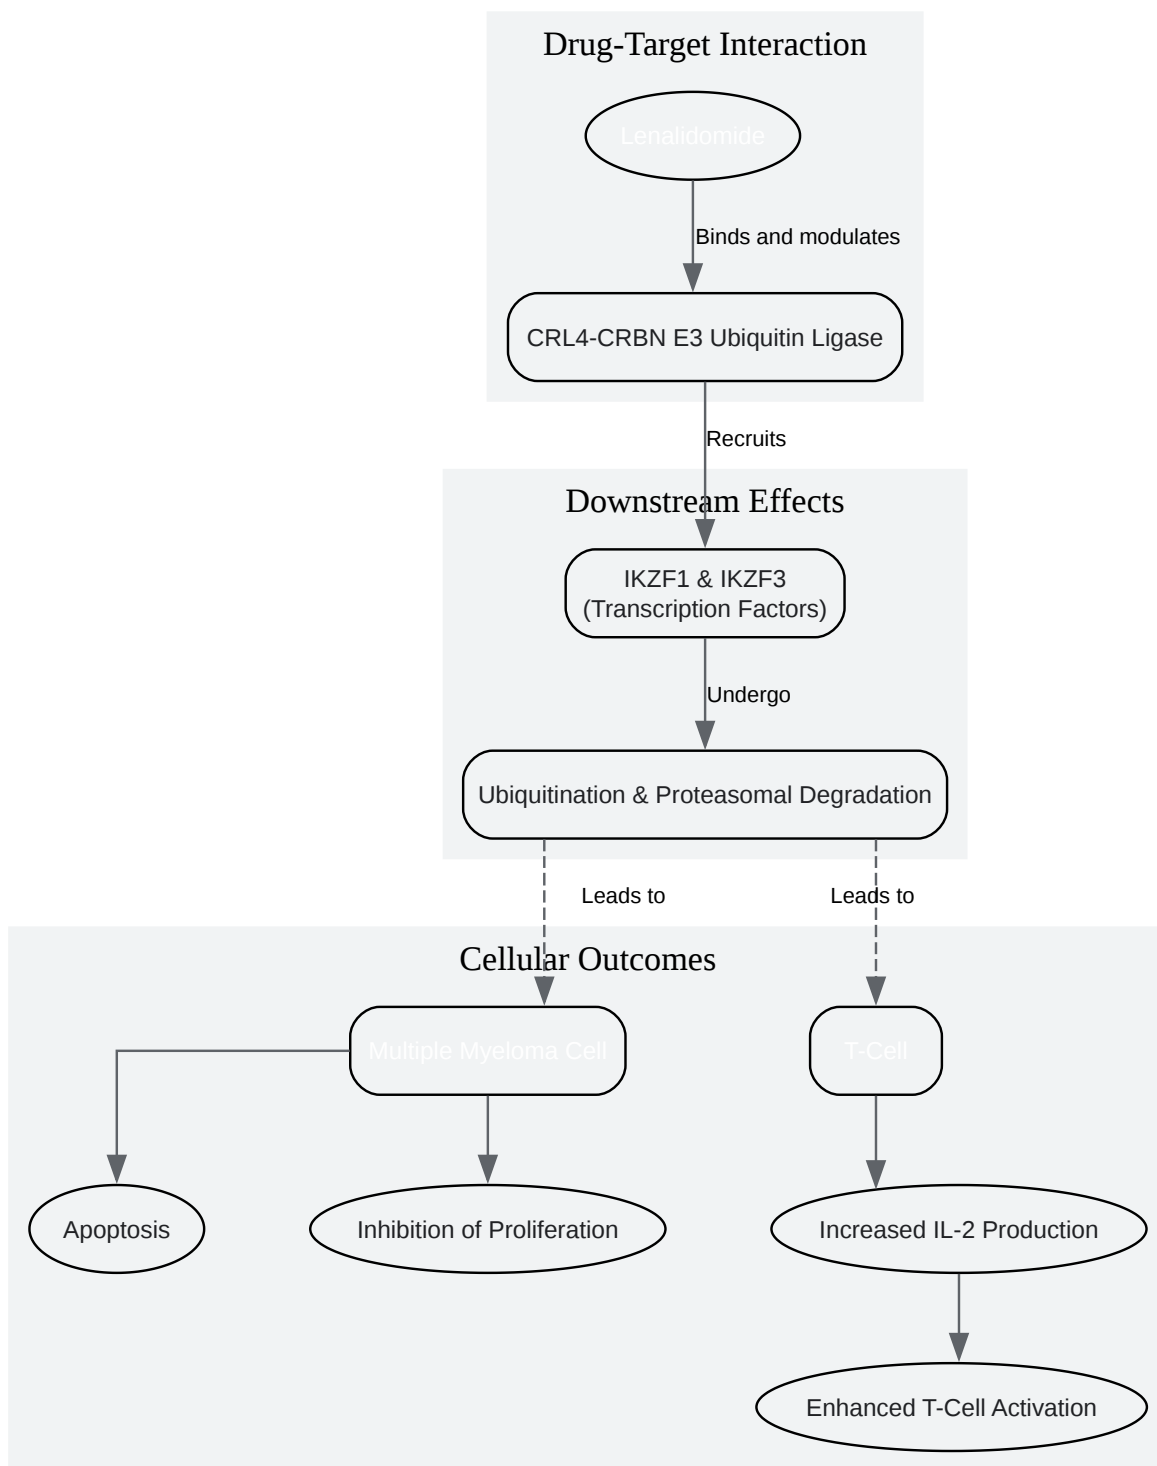 Drug-Target Interaction
Lenalidomide
Binds and modulates
CRL4-CRBN E3 Ubiquitin Ligase
Recruits
Downstream Effects
IKZF1 & IKZF3
(Transcription Factors)
Undergo
Ubiquitination & Proteasomal Degradation
Leads to
Leads to
Cellular Outcomes
Multiple Myeloma Cell
T-Cell
Apoptosis
Inhibition of Proliferation
Increased IL-2 Production
Enhanced T-Cell Activation